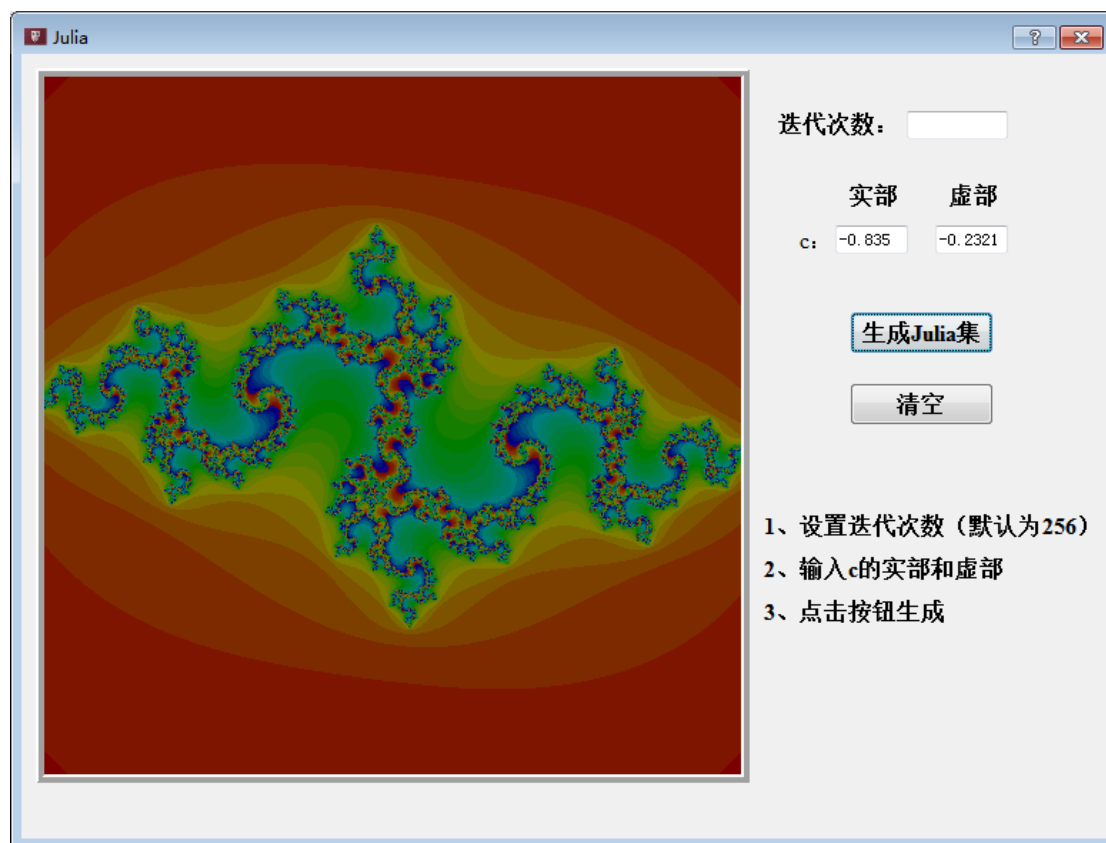 Julia
迭代次数：
实部 虚部
c: -0.835 -0.2321
生成Julia集
清空
1、设置迭代次数（默认为256）
2、输入c的实部和虚部
3、点击按钮生成